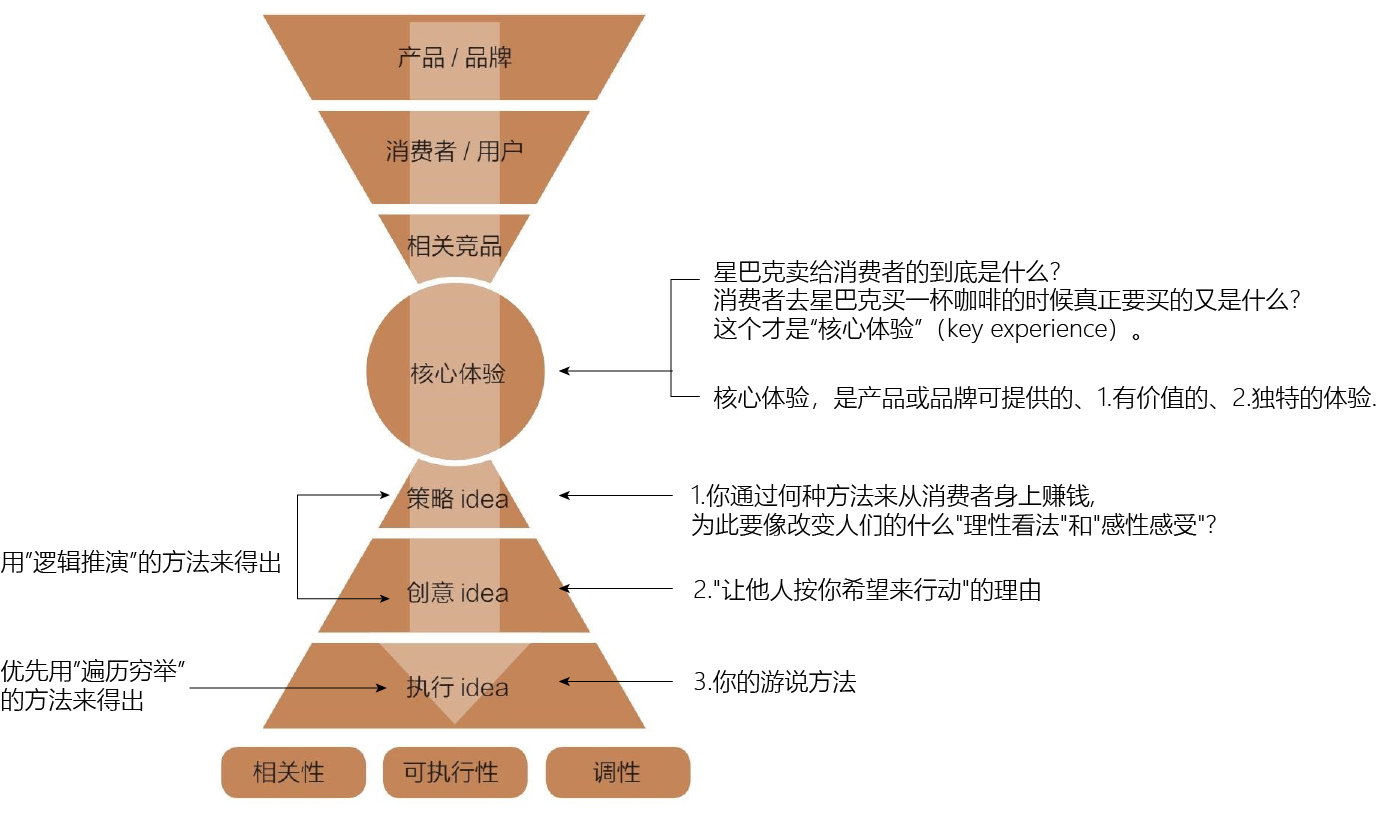 产品 / 品牌
消费者 / 用户
相关竞品
星巴克卖给消费者的到底是什么?
消费者去星巴克买一杯咖啡的时候真正要买的又是什么?
这个才是“核心体验”（key experience）。
核心体验
核心体验，是产品或品牌可提供的、1.有价值的、2.独特的体验.
策略 idea
1.你通过何种方法来从消费者身上赚钱,
为此要像改变人们的什么"理性看法"和"感性感受"?
用”逻辑推演”的方法来得出
创意 idea
2."让他人按你希望来行动"的理由
优先用”遍历穷举”
的方法来得出
执行 idea
3.你的游说方法
相关性
可执行性
调性